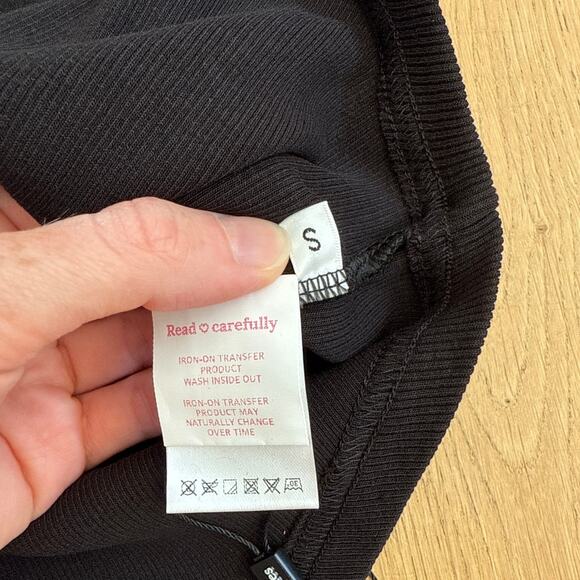 S
Read ♡ carefully
IRON-ON TRANSFER
PRODUCT
WASH INSIDE OUT
IRON-ON TRANSFER
PRODUCT MAY
NATURALLY CHANGE
OVER TIME